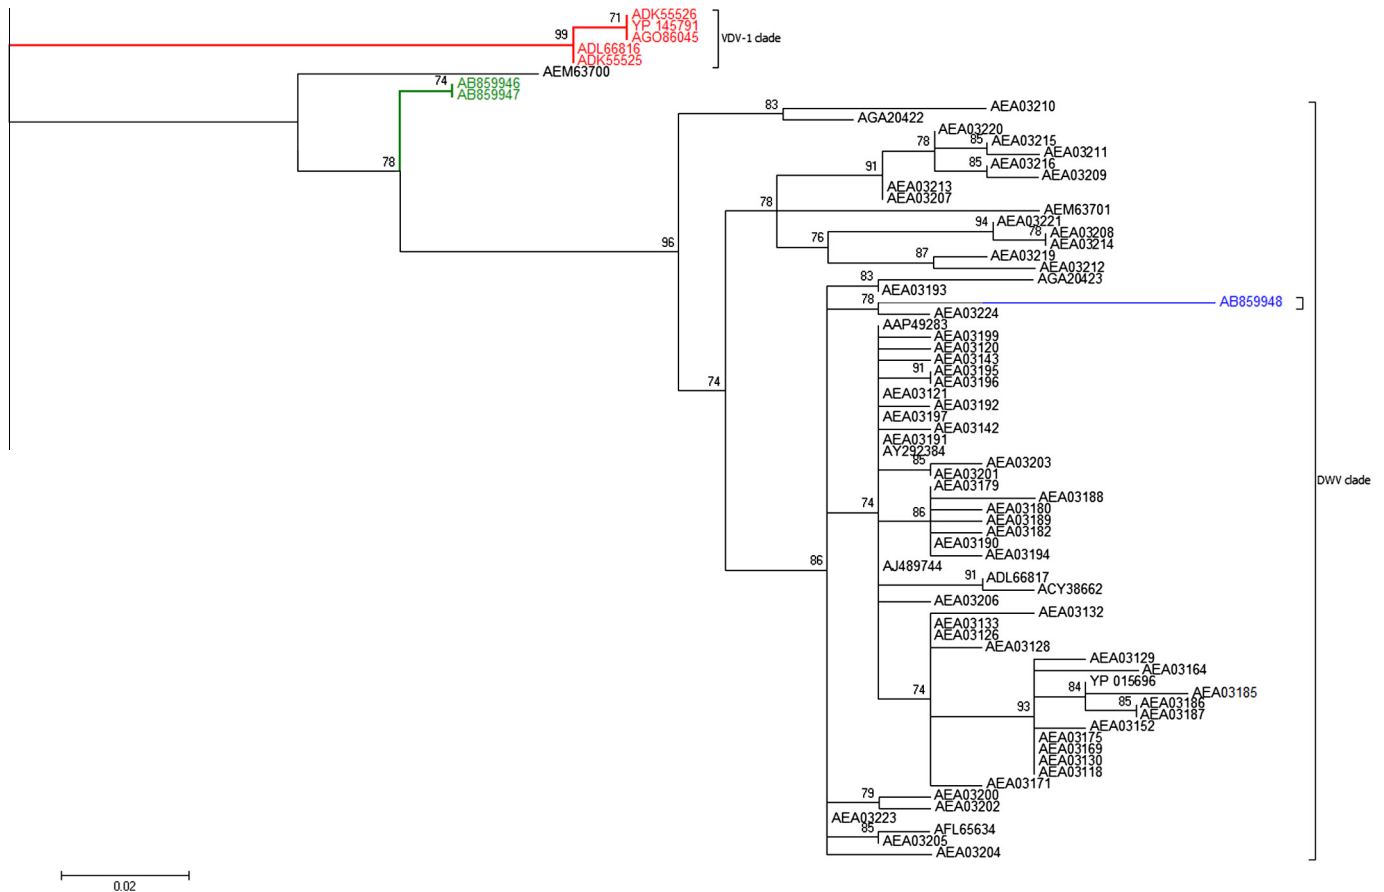 ADK55526
71
YP 145791
99
AGO86045
VDV-1 clade
ADL66816
ADK55525
AEM63700
74
AB859946
AB859947
83
AEA03210
AGA20422
AEA03220
78
85
AEA03215
AEA03211
91
85
AEA03216
78
AEA03209
AEA03213
AEA03207
78
AEM63701
94
AEA03221
96
76
78
AEA03208
AEA03214
87
AEA03219
AEA03212
83
AGA20423
AEA03193
78
AB859948
AEA03224
AAP49283
AEA03199
AEA03120
AEA03143
91
AEA03195
74
AEA03196
AEA03121
AEA03192
AEA03197
AEA03142
AEA03191
AY292384
85
AEA03203
AEA03201
DWV clade
AEA03179
74
AEA03188
86
AEA03180
AEA03189
AEA03182
AEA03190
AEA03194
86
AJ489744
91
ADL66817
ACY38662
AEA03206
AEA03132
AEA03133
AEA03126
AEA03128
AEA03129
AEA03164
74
84
YP 015696
AEA03185
93
85
AEA03186
AEA03187
AEA03152
AEA03175
AEA03169
AEA03130
AEA03118
AEA03171
79
AEA03200
AEA03202
AEA03223
85
AFL65634
AEA03205
AEA03204
0.02